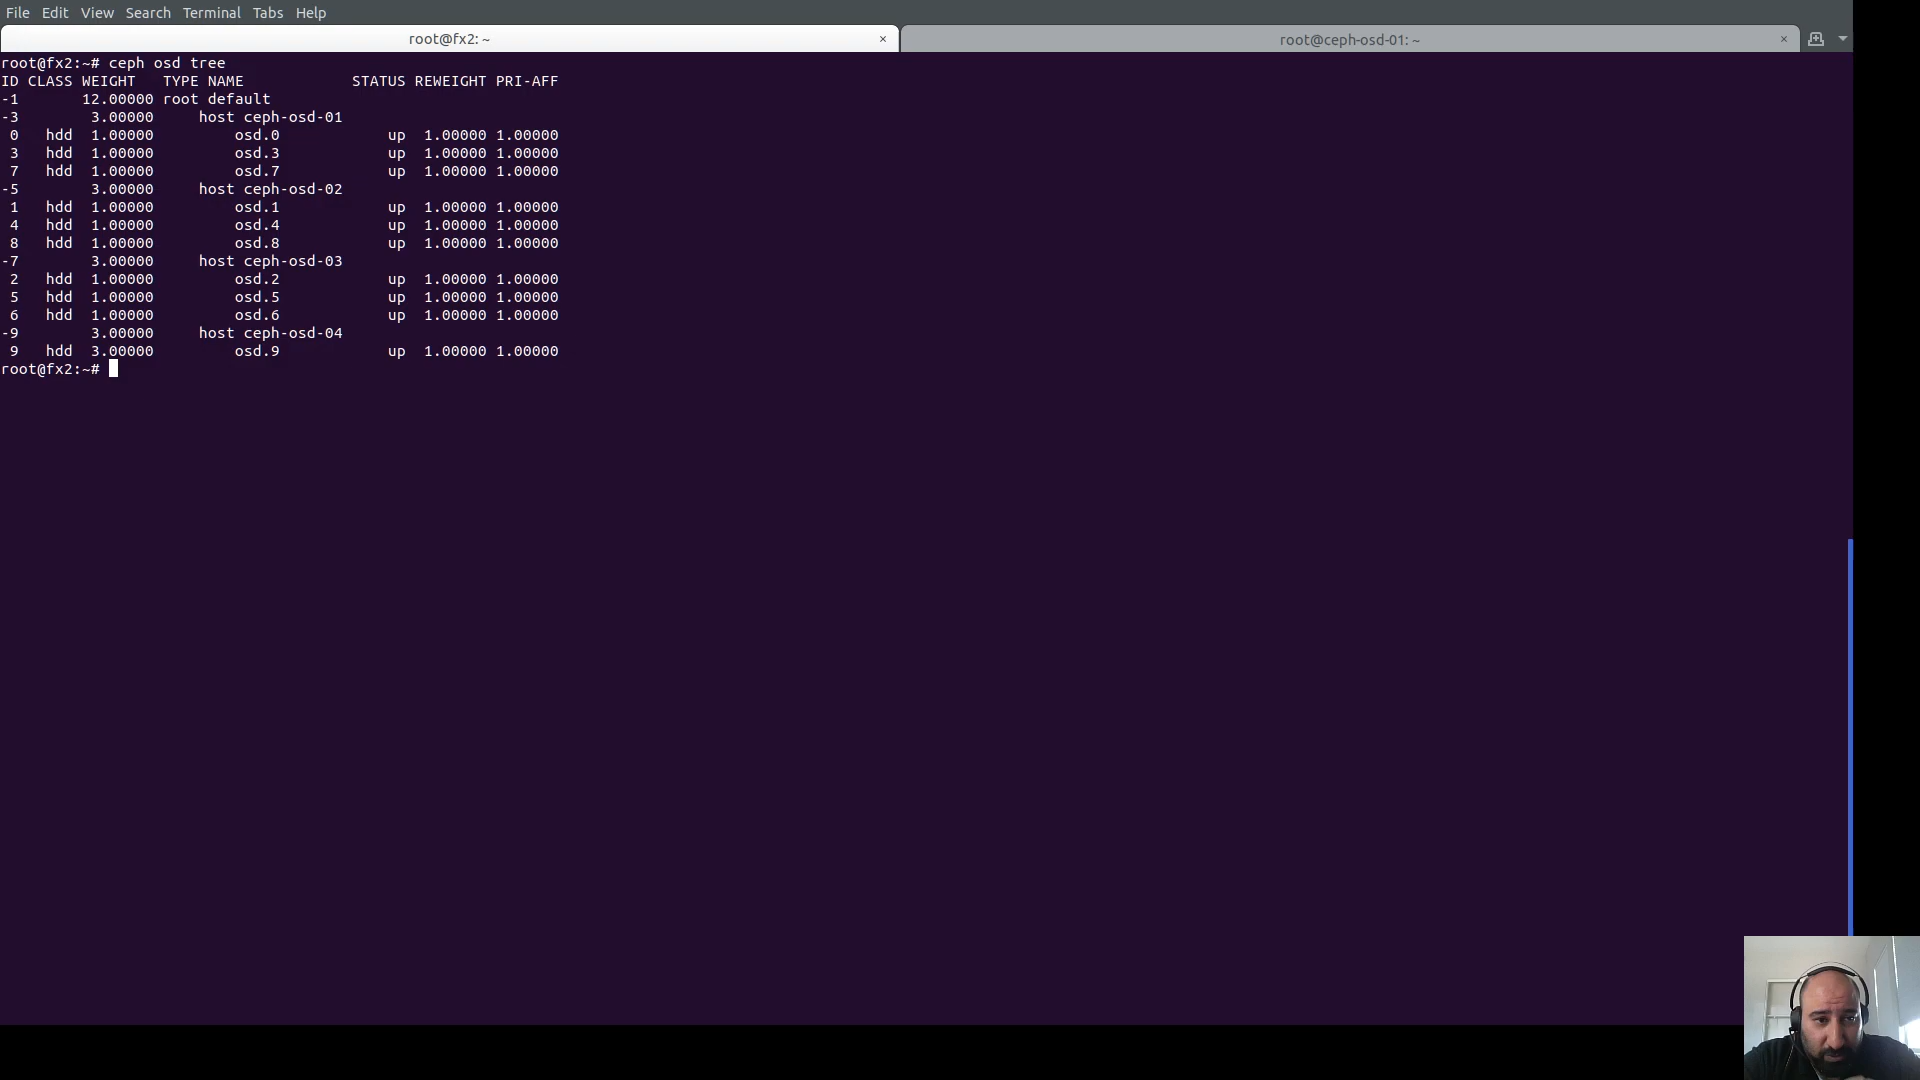 File Edit View Search Terminal Tabs Help
root@fx2: ~ × root@ceph-osd-01: ~ ×
root@fx2:~# ceph osd tree
ID CLASS WEIGHT   TYPE NAME            STATUS REWEIGHT PRI-AFF
-1       12.00000 root default
-3        3.00000     host ceph-osd-01
 0   hdd  1.00000         osd.0            up  1.00000 1.00000
 3   hdd  1.00000         osd.3            up  1.00000 1.00000
 7   hdd  1.00000         osd.7            up  1.00000 1.00000
-5        3.00000     host ceph-osd-02
 1   hdd  1.00000         osd.1            up  1.00000 1.00000
 4   hdd  1.00000         osd.4            up  1.00000 1.00000
 8   hdd  1.00000         osd.8            up  1.00000 1.00000
-7        3.00000     host ceph-osd-03
 2   hdd  1.00000         osd.2            up  1.00000 1.00000
 5   hdd  1.00000         osd.5            up  1.00000 1.00000
 6   hdd  1.00000         osd.6            up  1.00000 1.00000
-9        3.00000     host ceph-osd-04
 9   hdd  3.00000         osd.9            up  1.00000 1.00000
root@fx2:~#